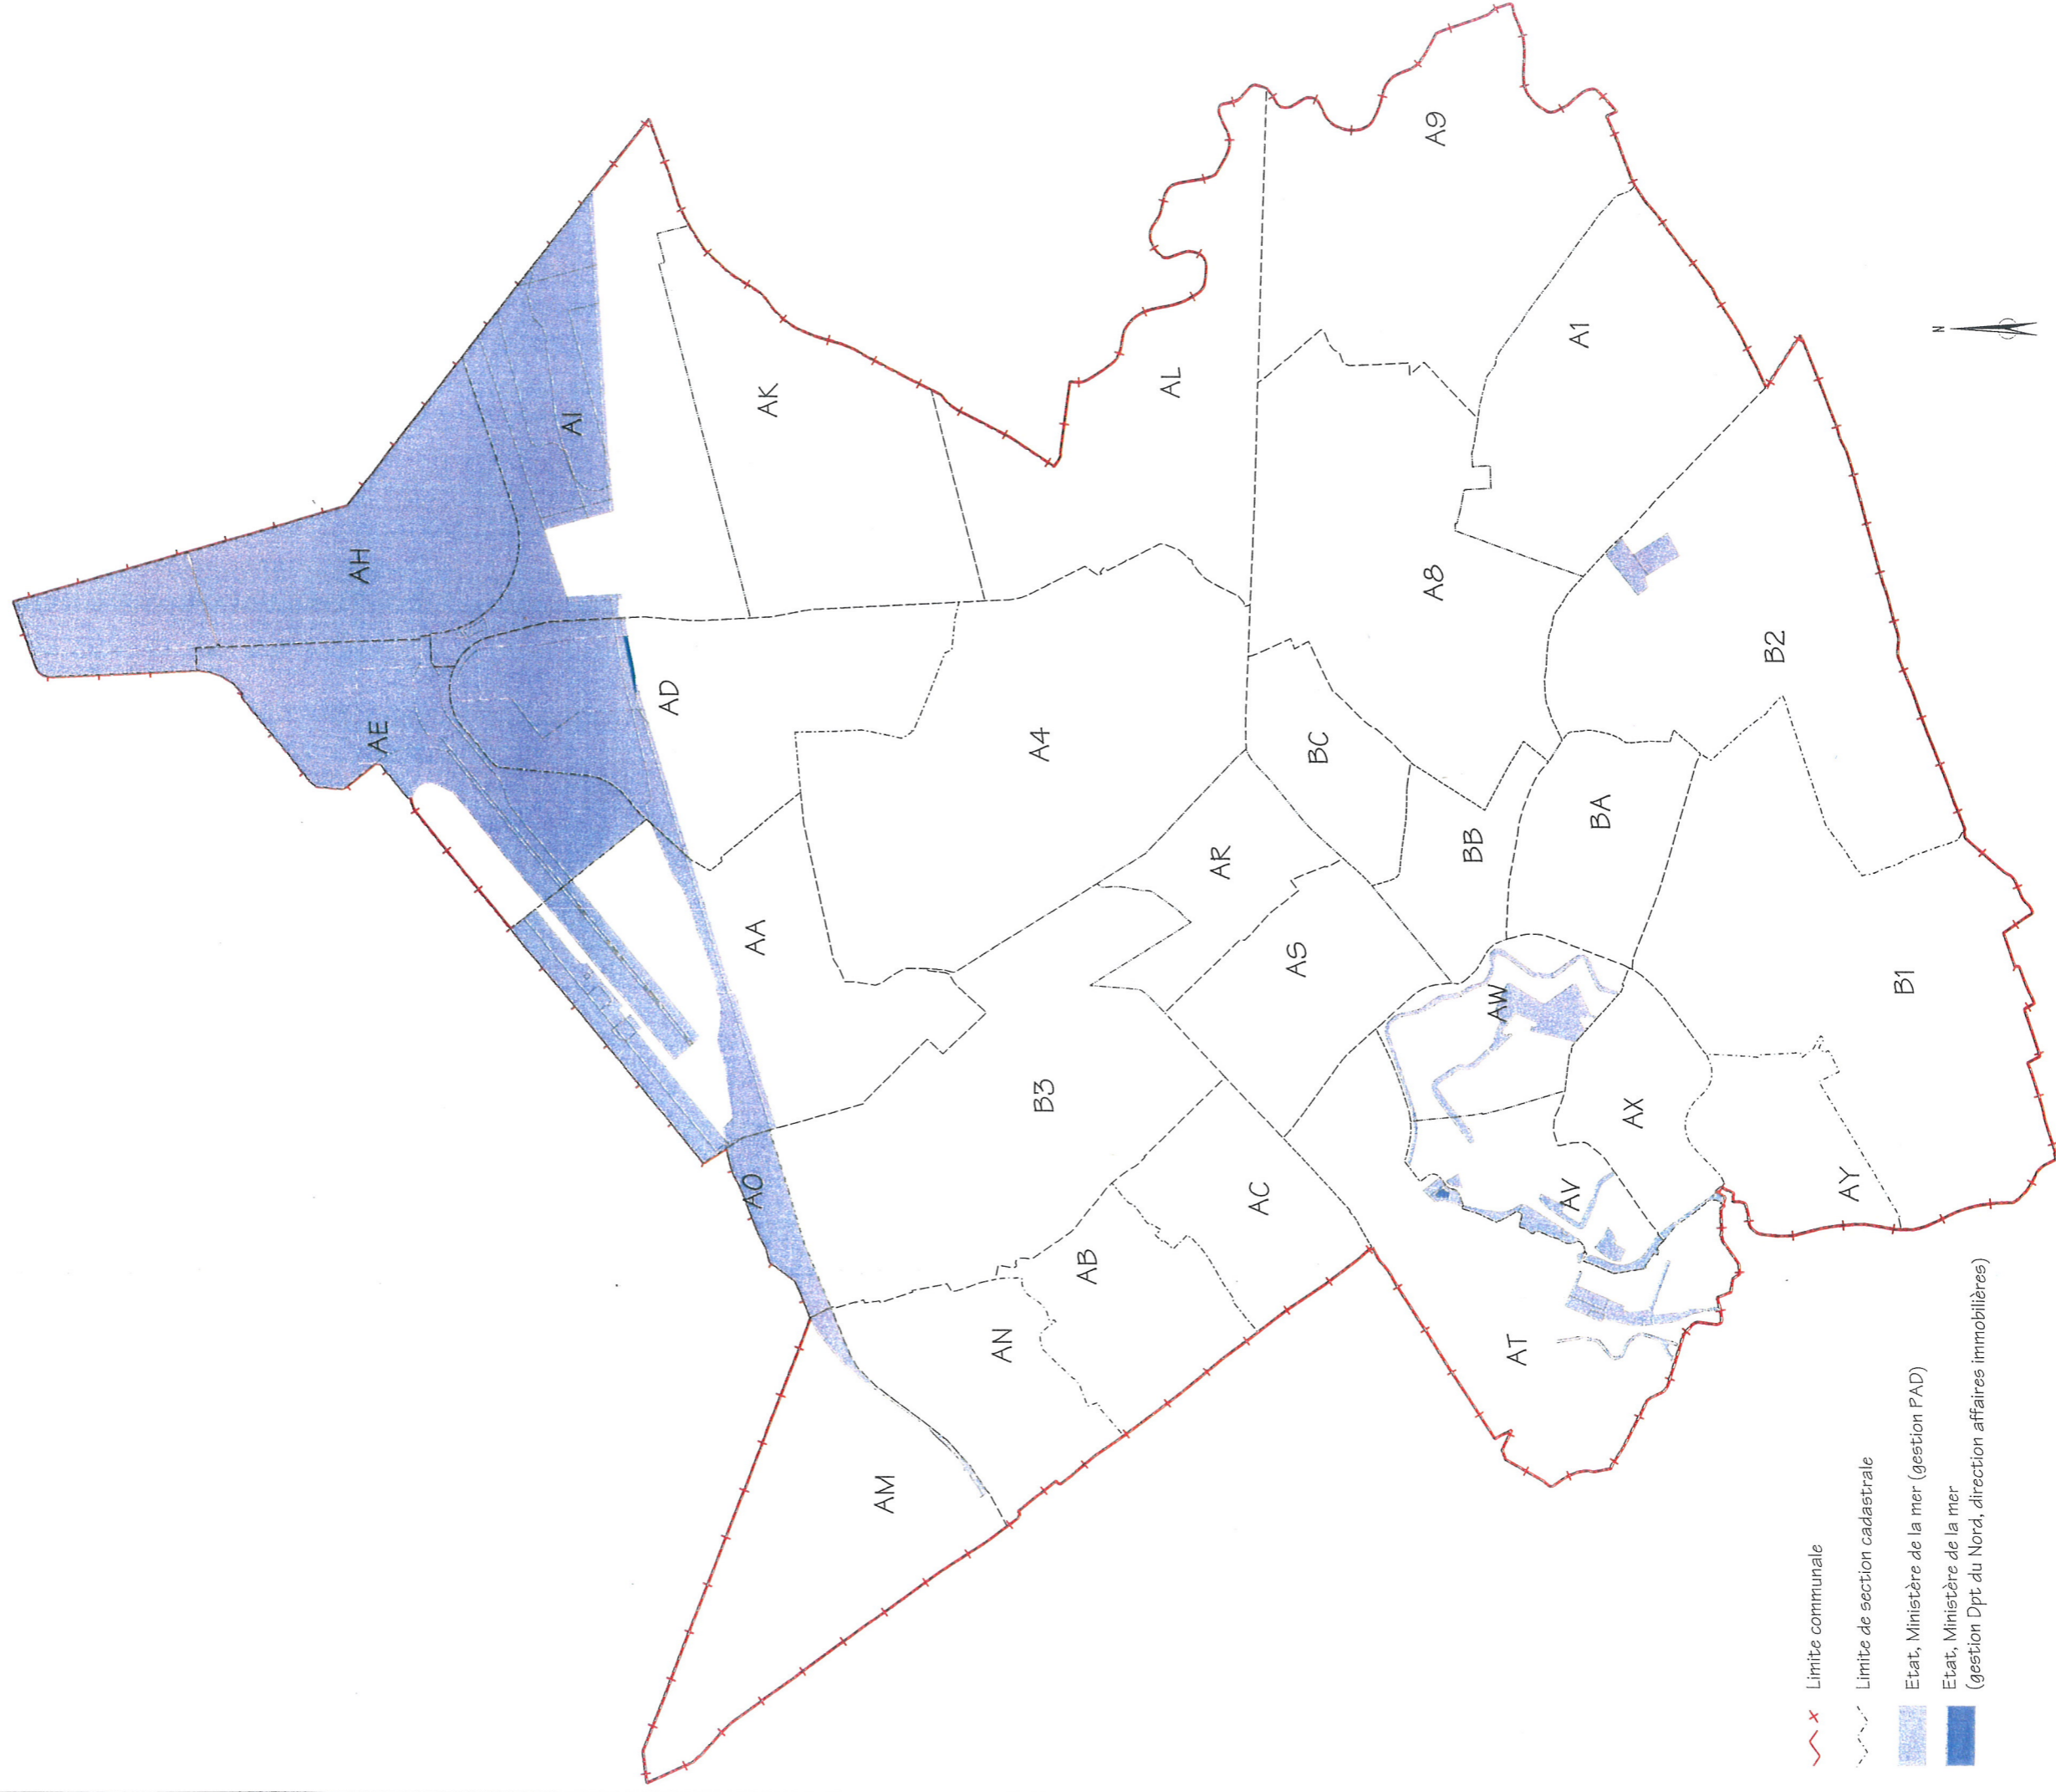 AH
AE
AI
AD
AK
AL
A9
A1
A4
A8
BC
B2
AR
BB
BA
AA
AS
AO
B3
AW
B1
AX
AC
AB
AV
AY
AN
AT
AM
N
Limite communale
Limite de section cadastrale
Etat, Ministère de la mer (gestion PAD)
Etat, Ministère de la mer
(gestion Dpt du Nord, direction affaires immobilières)